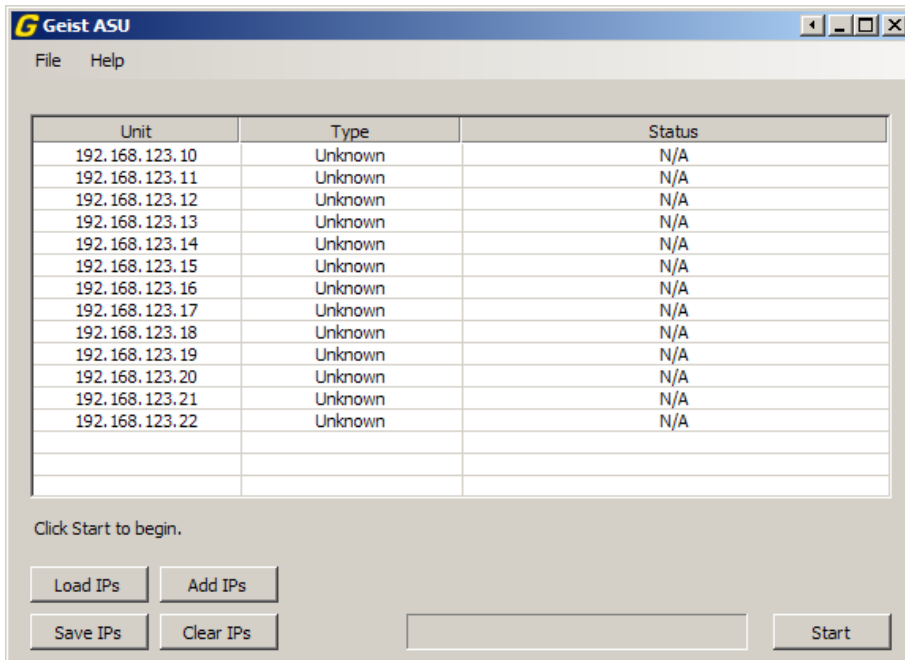 G Geist ASU
File Help
Unit Type Status
192.168.123.10 Unknown N/A
192.168.123.11 Unknown N/A
192.168.123.12 Unknown N/A
192.168.123.13 Unknown N/A
192.168.123.14 Unknown N/A
192.168.123.15 Unknown N/A
192.168.123.16 Unknown N/A
192.168.123.17 Unknown N/A
192.168.123.18 Unknown N/A
192.168.123.19 Unknown N/A
192.168.123.20 Unknown N/A
192.168.123.21 Unknown N/A
192.168.123.22 Unknown N/A
Click Start to begin.
Load IPs Add IPs
Save IPs Clear IPs Start